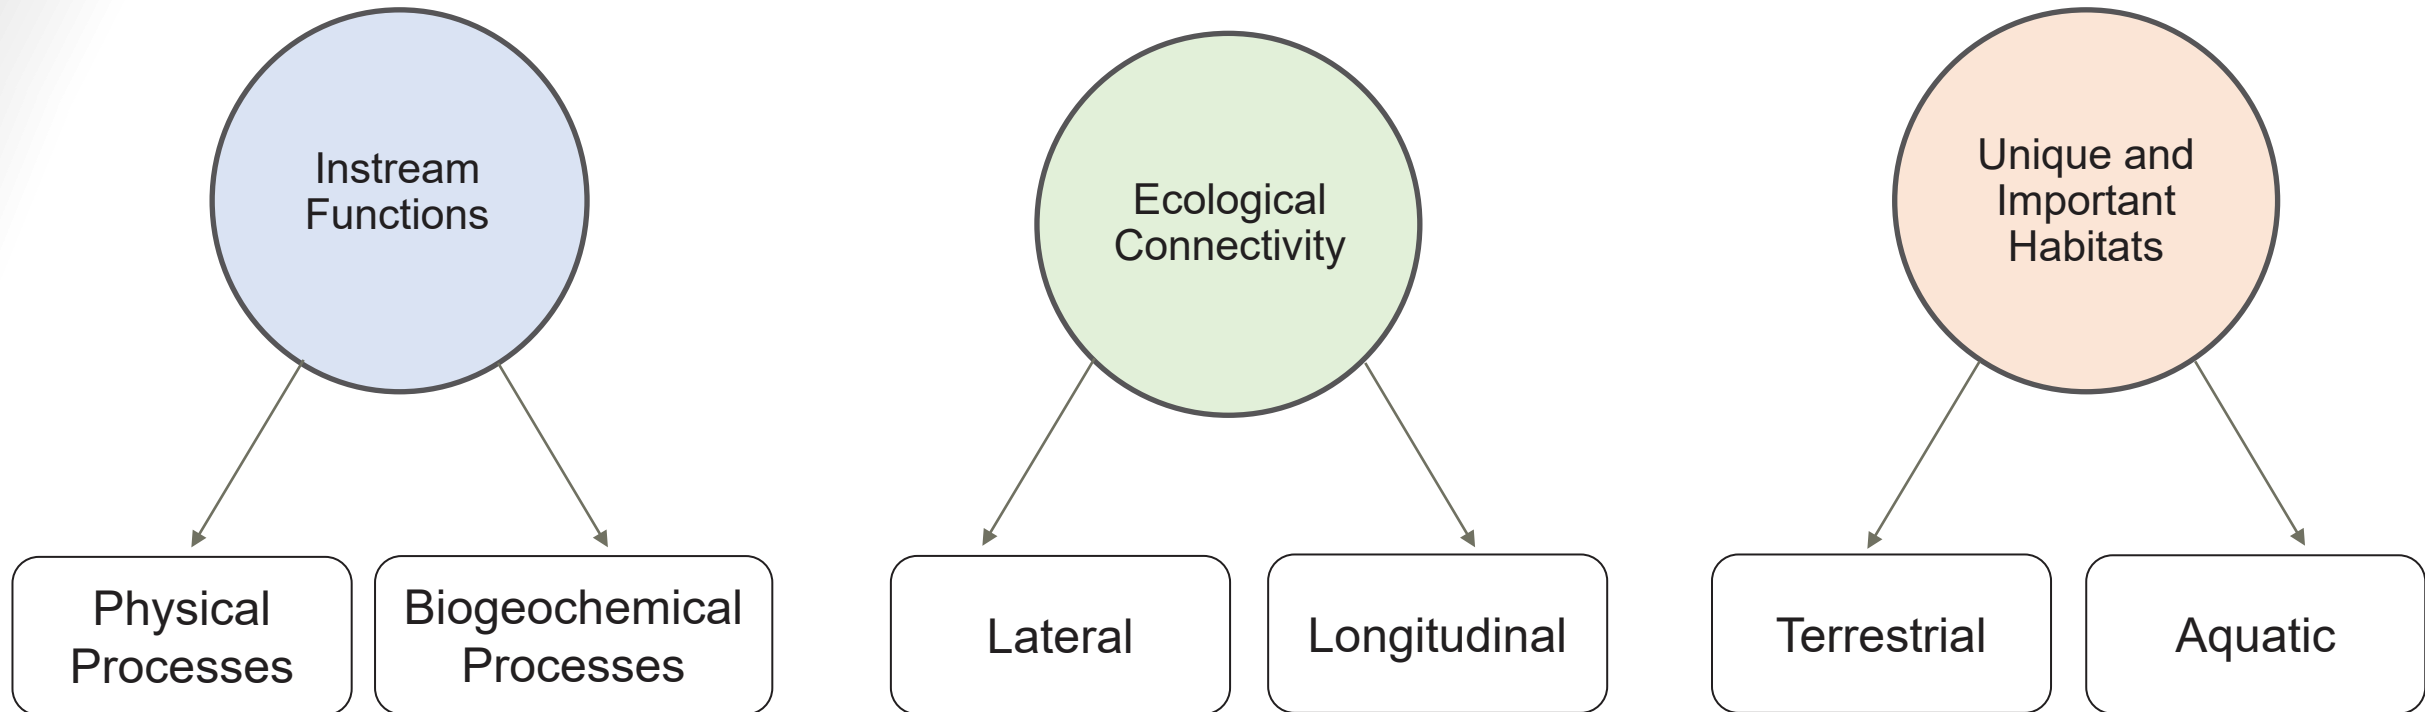 Instream
Functions
Ecological
Connectivity
Unique and
Important
Habitats
Physical
Processes
Biogeochemical
Processes
Lateral
Longitudinal
Terrestrial
Aquatic